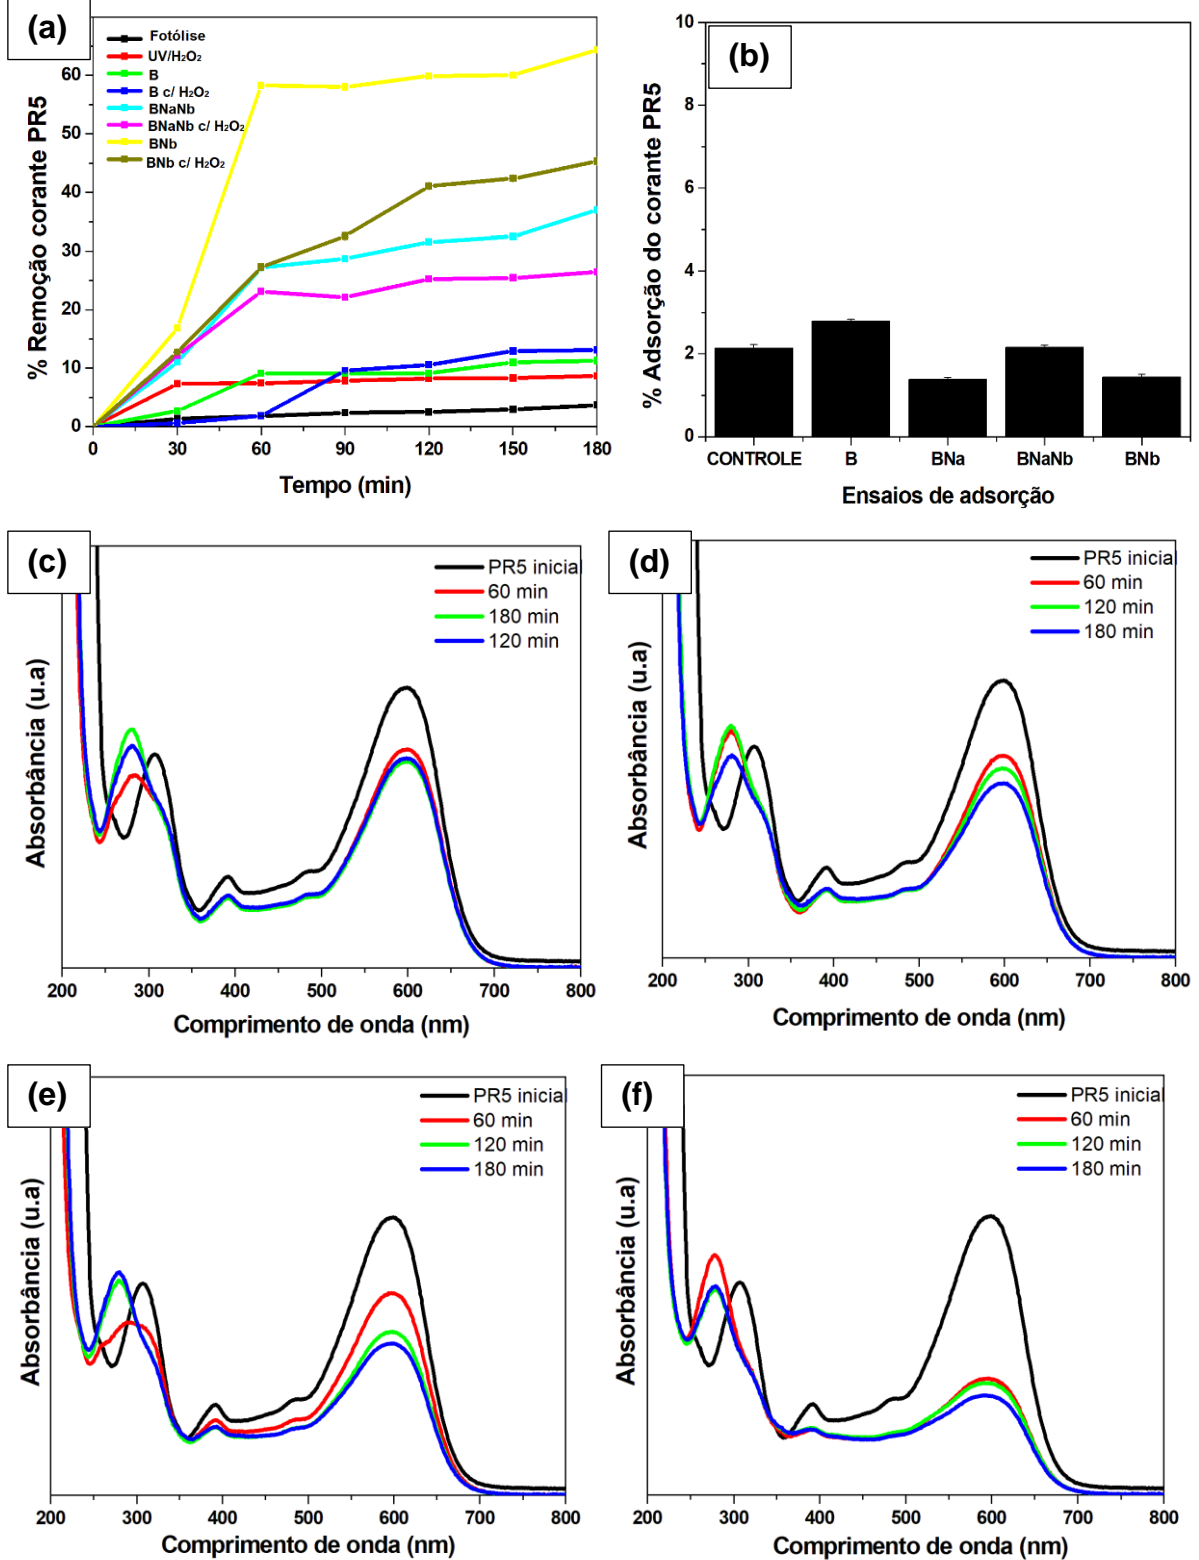 (a)
Fotólise
UV/H₂O₂
B
B c/ H₂O₂
BNaNb
BNaNb c/ H₂O₂
BNb
BNb c/ H₂O₂
% Remoção corante PR5
60
50
40
30
20
10
0
0 30 60 90 120 150 180
Tempo (min)
(b)
% Adsorção do corante PR5
10
8
6
4
2
0
CONTROLE B BNa BNaNb BNb
Ensaios de adsorção
(c)
PR5 inicial
60 min
180 min
120 min
Absorbância (u.a)
200 300 400 500 600 700 800
Comprimento de onda (nm)
(d)
PR5 inicial
60 min
120 min
180 min
Absorbância (u.a)
200 300 400 500 600 700 800
Comprimento de onda (nm)
(e)
PR5 inicial
60 min
120 min
180 min
Absorbância (u.a)
200 300 400 500 600 700 800
Comprimento de onda (nm)
(f)
PR5 inicial
60 min
120 min
180 min
Absorbância (u.a)
200 300 400 500 600 700 800
Comprimento de onda (nm)